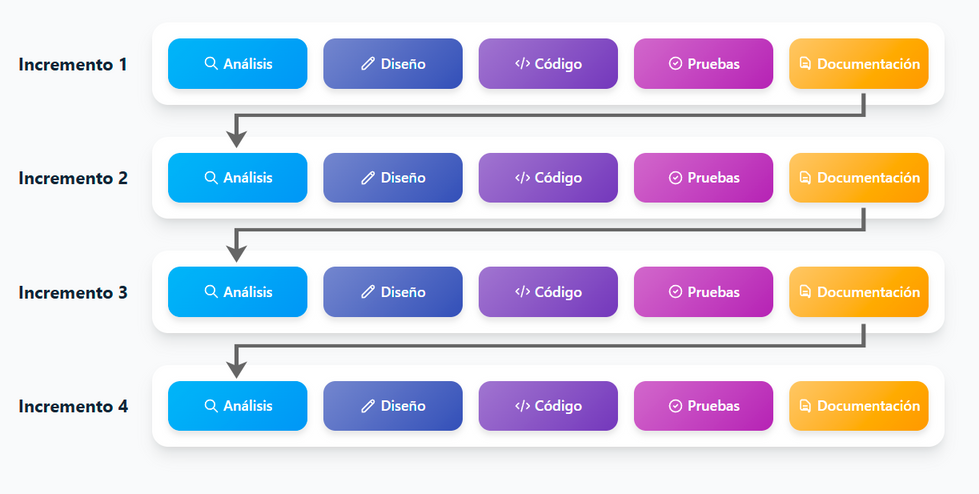 Incremento 1
Análisis
Diseño
Código
Pruebas
Documentación
Incremento 2
Análisis
Diseño
Código
Pruebas
Documentación
Incremento 3
Análisis
Diseño
Código
Pruebas
Documentación
Incremento 4
Análisis
Diseño
Código
Pruebas
Documentación